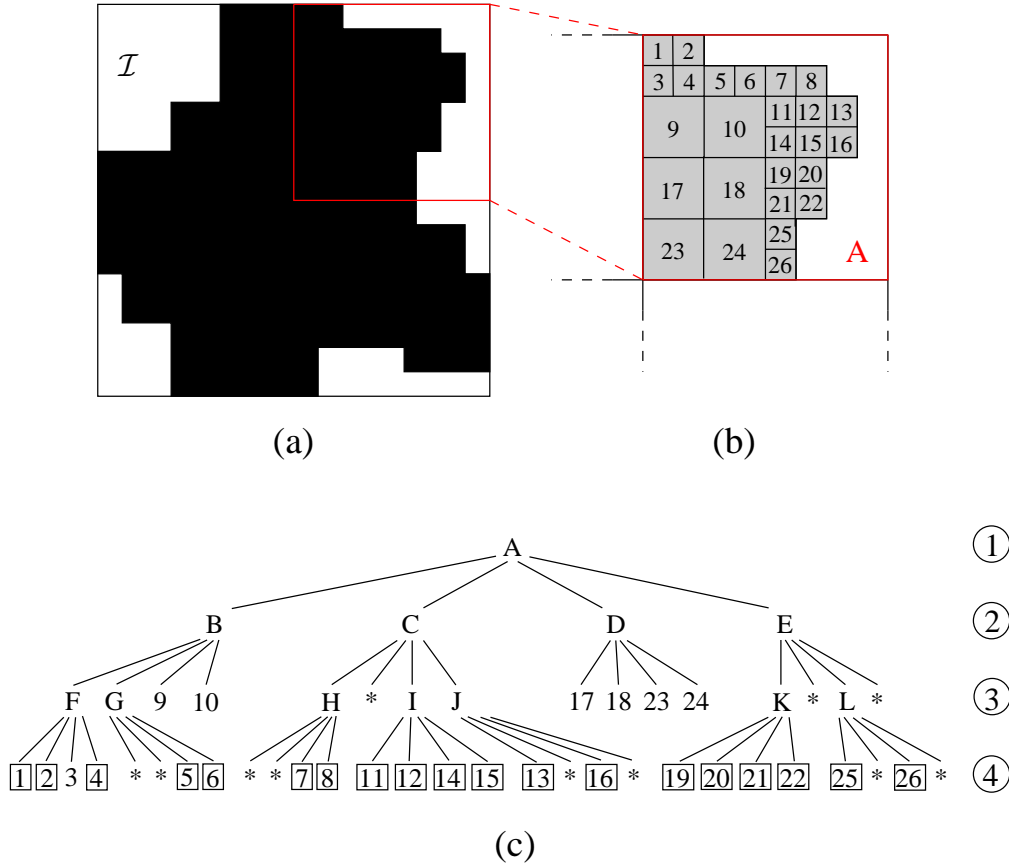 𝓘
1 2
3 4 5 6 7 8
9 10 11 12 13
14 15 16
17 18 19 20
21 22
23 24 25
26
A
(a) (b)
A ①
B C D E ②
F G 9 10 H * I J 17 18 23 24 K * L * ③
1 2 3 4 * * 5 6 * * 7 8 11 12 14 15 13 * 16 * 19 20 21 22 25 * 26 * ④
(c)